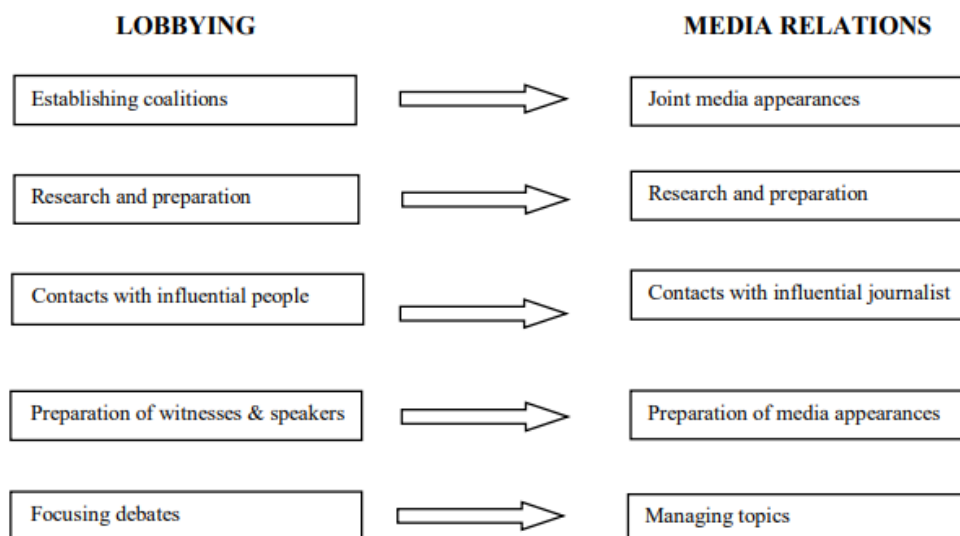 LOBBYING MEDIA RELATIONS
Establishing coalitions Joint media appearances
Research and preparation Research and preparation
Contacts with influential people Contacts with influential journalist
Preparation of witnesses & speakers Preparation of media appearances
Focusing debates Managing topics